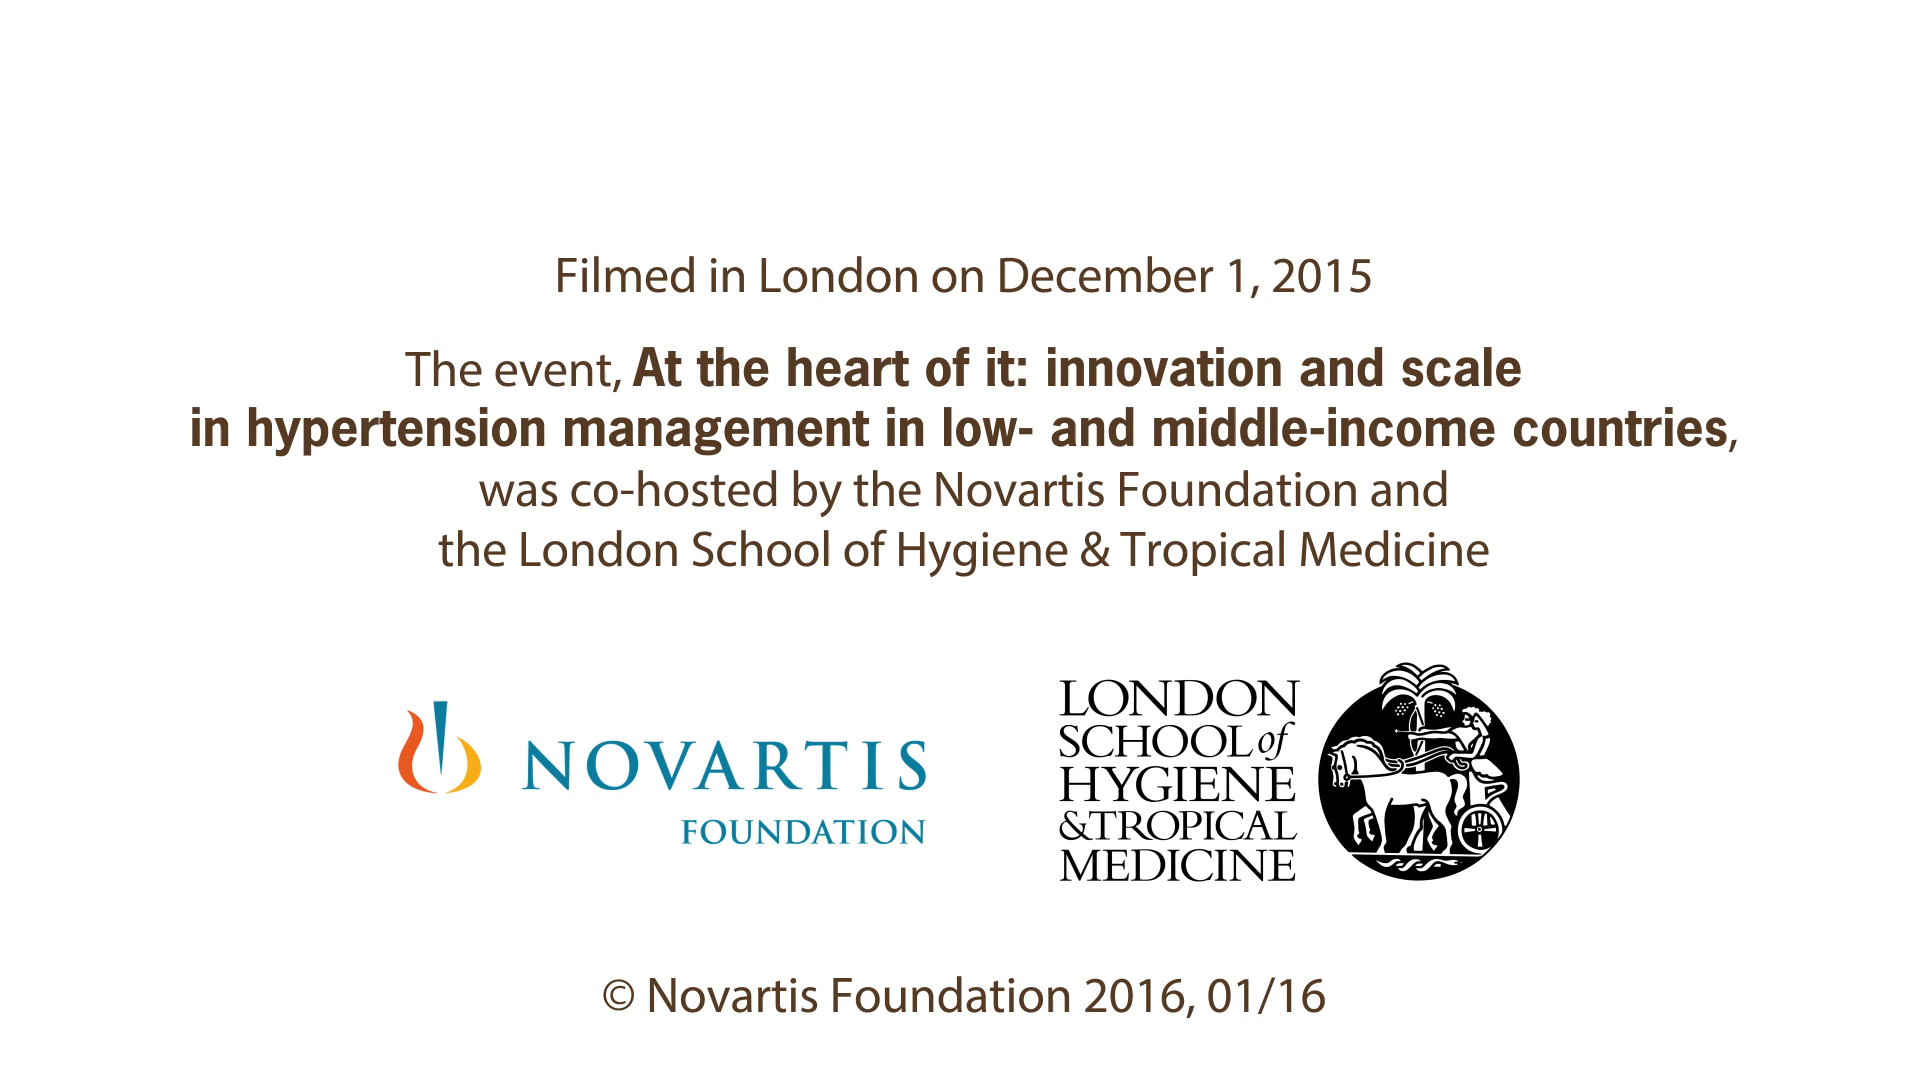 Filmed in London on December 1, 2015
The event, At the heart of it: innovation and scale
in hypertension management in low- and middle-income countries,
was co-hosted by the Novartis Foundation and
the London School of Hygiene & Tropical Medicine
NOVARTIS
FOUNDATION
LONDON
SCHOOL of
HYGIENE
&TROPICAL
MEDICINE
© Novartis Foundation 2016, 01/16